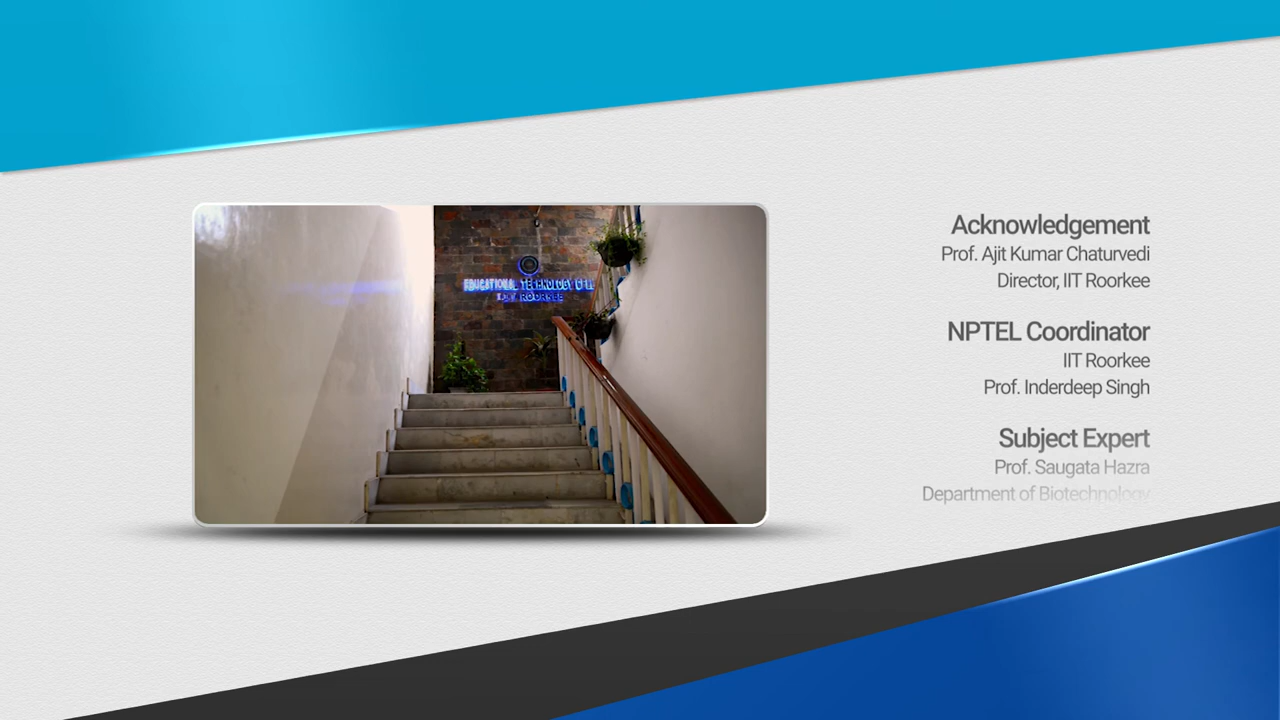 EDUCATIONAL TECHNOLOGY CELL
I.I.T ROORKEE
Acknowledgement
Prof. Ajit Kumar Chaturvedi
Director, IIT Roorkee
NPTEL Coordinator
IIT Roorkee
Prof. Inderdeep Singh
Subject Expert
Prof. Saugata Hazra
Department of Biotechnology